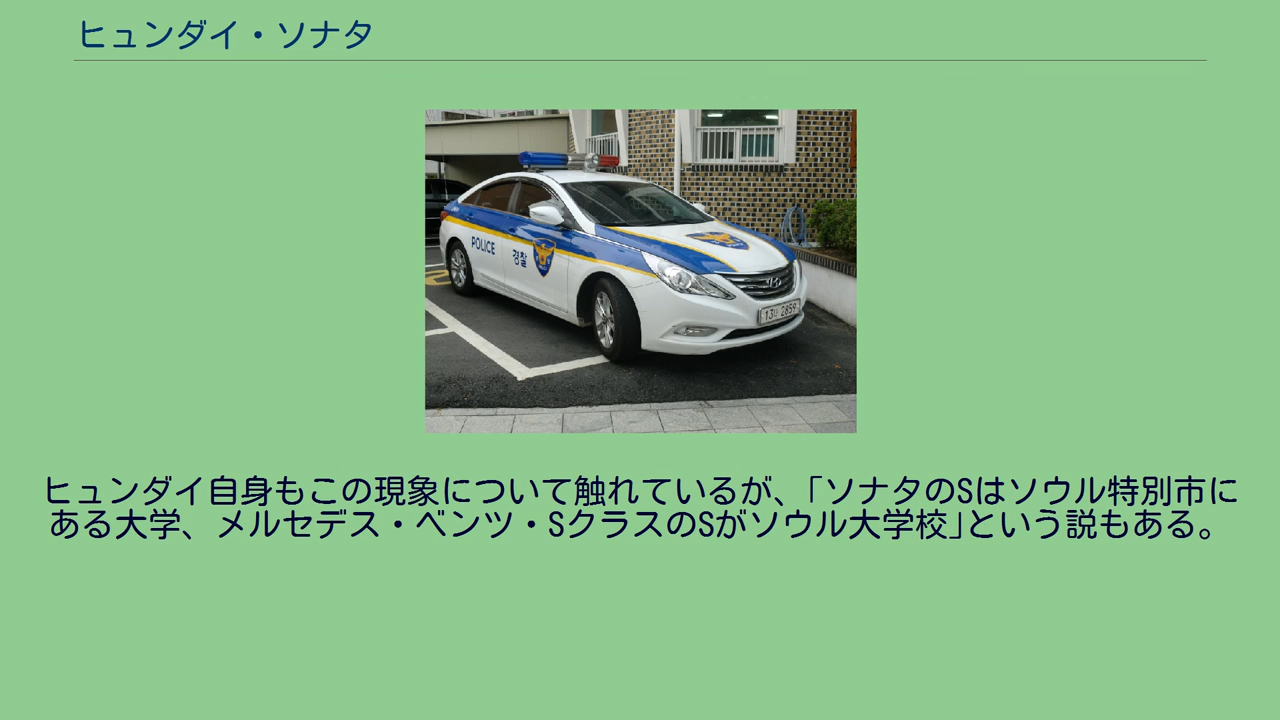 ヒュンダイ・ソナタ
POLICE
경찰
2859
ヒュンダイ自身もこの現象について触れているが、「ソナタのSはソウル特別市に
ある大学、メルセデス・ベンツ・SクラスのSがソウル大学校」という説もある。